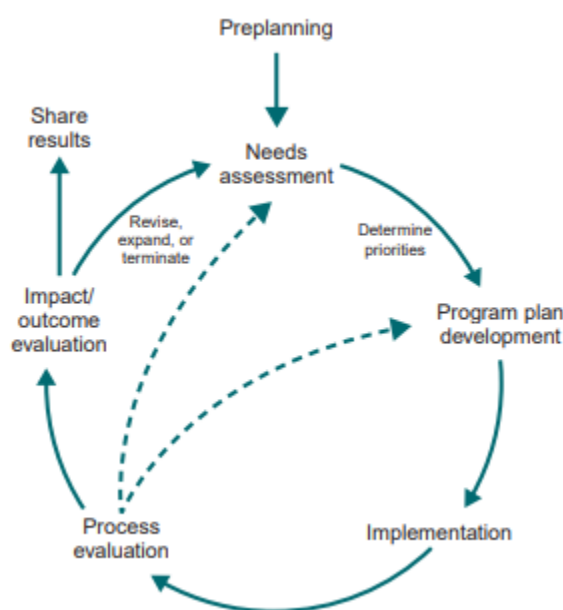 Preplanning
Share
results
Needs
assessment
Revise,
expand, or
terminate
Determine
priorities
Impact/
outcome
evaluation
Program plan
development
Process
evaluation
Implementation